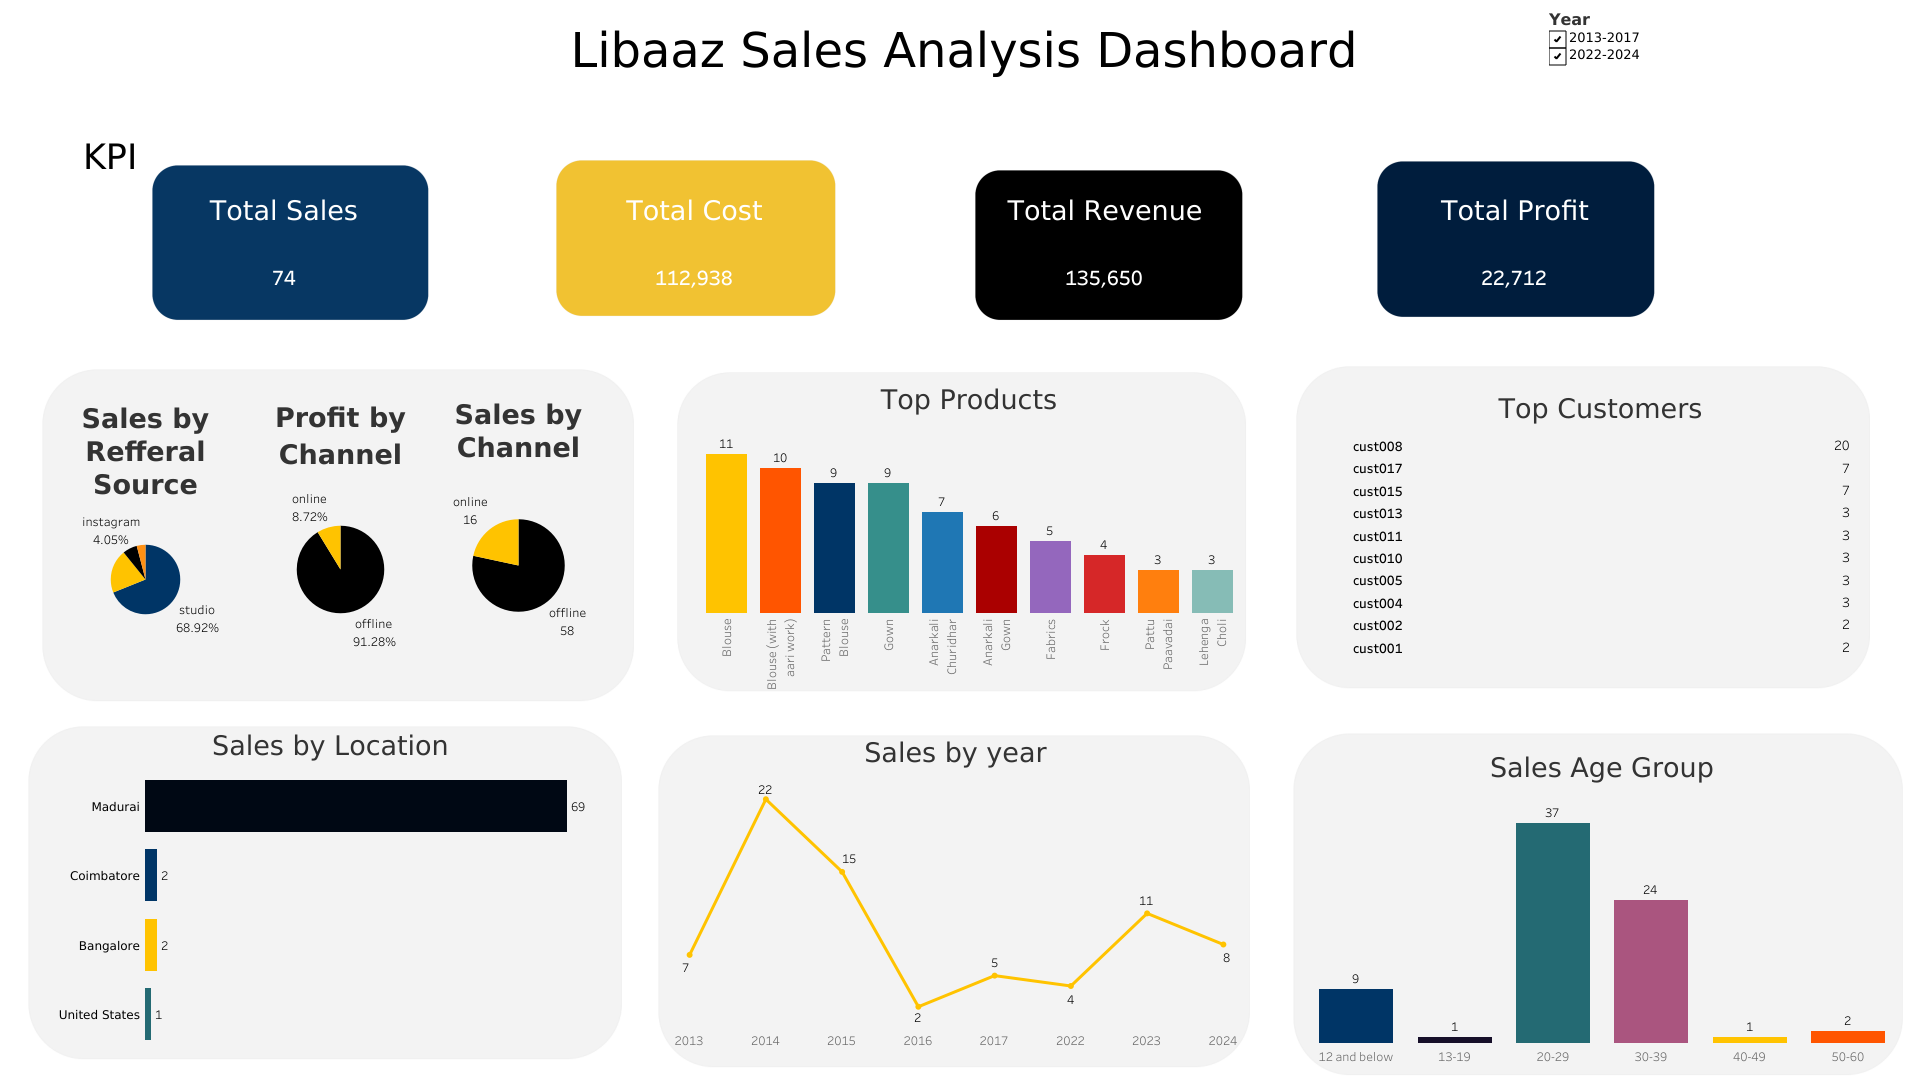 Libaaz Sales Analysis Dashboard
Year
2013-2017
2022-2024
KPI
Total Sales
74
Total Cost
112,938
Total Revenue
135,650
Total Profit
22,712
Sales by
Refferal
Source
instagram
4.05%
studio
68.92%
Profit by
Channel
online
8.72%
offline
91.28%
Sales by
Channel
online
16
offline
58
Top Products
11
10
9
9
7
6
5
4
3
3
Blouse
Blouse (with
aari work)
Pattern
Blouse
Gown
Anarkali
Churidhar
Anarkali
Gown
Fabrics
Frock
Pattu
Paavadai
Lehenga
Choli
Top Customers
cust008 20
cust017 7
cust015 7
cust013 3
cust011 3
cust010 3
cust005 3
cust004 3
cust002 2
cust001 2
Sales by Location
Madurai 69
Coimbatore 2
Bangalore 2
United States 1
Sales by year
7
22
15
2
5
4
11
8
2013 2014 2015 2016 2017 2022 2023 2024
Sales Age Group
9
1
37
24
1
2
12 and below 13-19 20-29 30-39 40-49 50-60